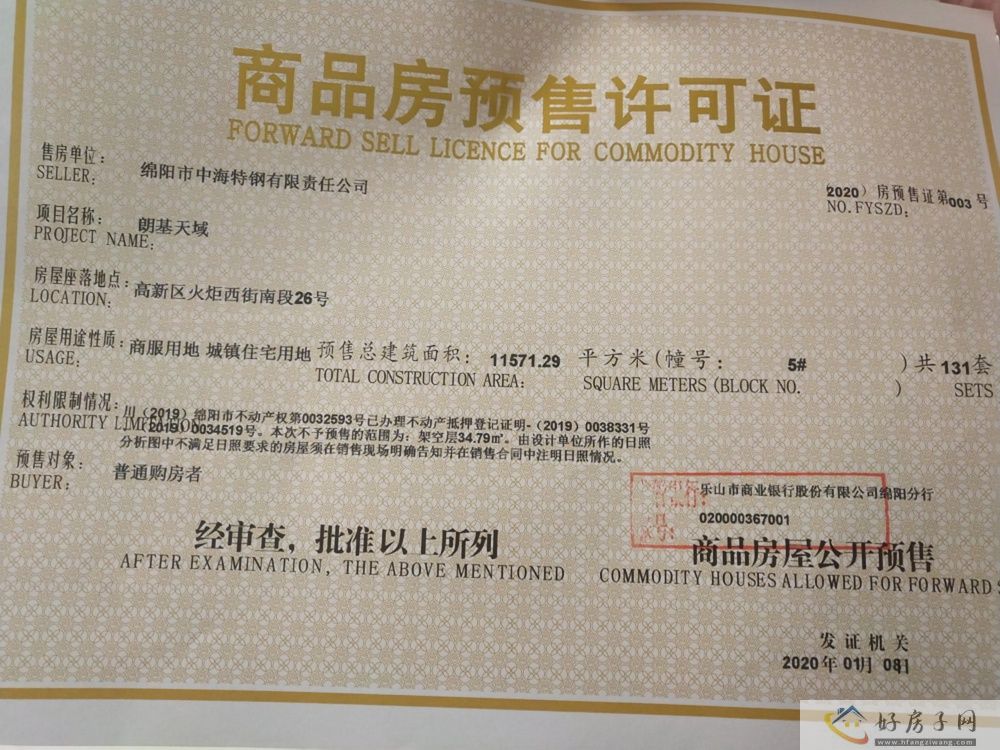 商品房预售许可证
FORWARD SELL LICENCE FOR COMMODITY HOUSE
售房单位：
SELLER:
绵阳市中海特钢有限责任公司
2020）房预售证第003号
NO.FYSZD:
项目名称：
PROJECT NAME:
朗基天域
房屋座落地点：
LOCATION:
高新区火炬西街南段26号
房屋用途性质：
USAGE:
商服用地 城镇住宅用地
预售总建筑面积： 11571.29 平方米(幢号： 5# )共131套
TOTAL CONSTRUCTION AREA: SQUARE METERS (BLOCK NO. ) SETS
权利限制情况：
AUTHORITY LIMITATION
川（2019）绵阳市不动产权第0032593号已办理不动产抵押登记证明-（2019）0038331号
（2019）0034519号。本次不予预售的范围为：架空层34.79㎡。由设计单位所作的日照
分析图中不满足日照要求的房屋须在销售现场明确告知并在销售合同中注明日照情况。
预售对象：
BUYER:
普通购房者
乐山市商业银行股份有限公司绵阳分行
020000367001
经审查，批准以上所列
AFTER EXAMINATION, THE ABOVE MENTIONED
商品房屋公开预售
COMMODITY HOUSES ALLOWED FOR FORWARD S
发证机关
2020年01月08日
好房子网
www.hfangziwang.com